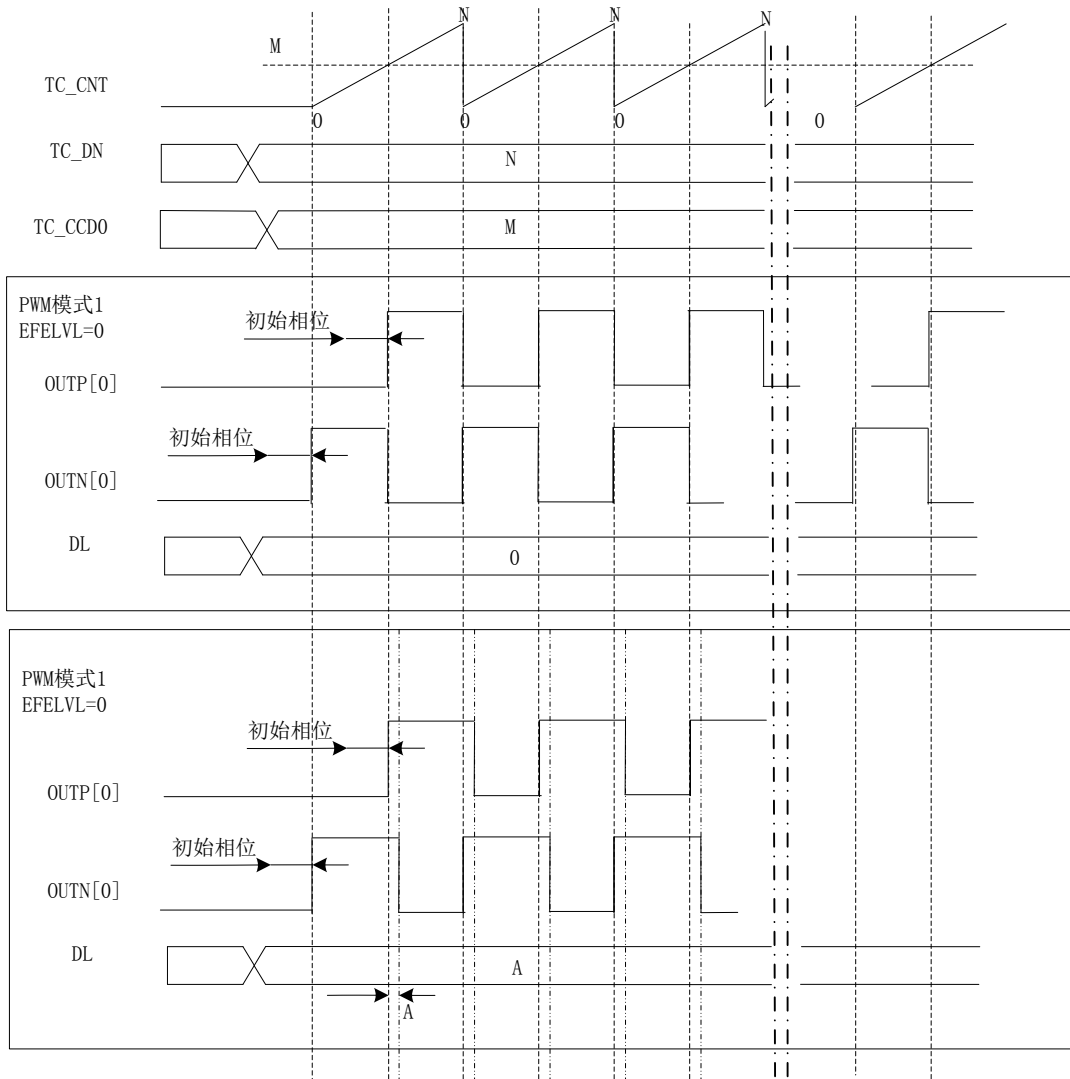 N N N
M
TC_CNT
0 0 0 0
TC_DN N
TC_CCD0 M
PWM模式1
EFELVL=0
初始相位
OUTP[0]
初始相位
OUTN[0]
DL 0
PWM模式1
EFELVL=0
初始相位
OUTP[0]
初始相位
OUTN[0]
DL A
A